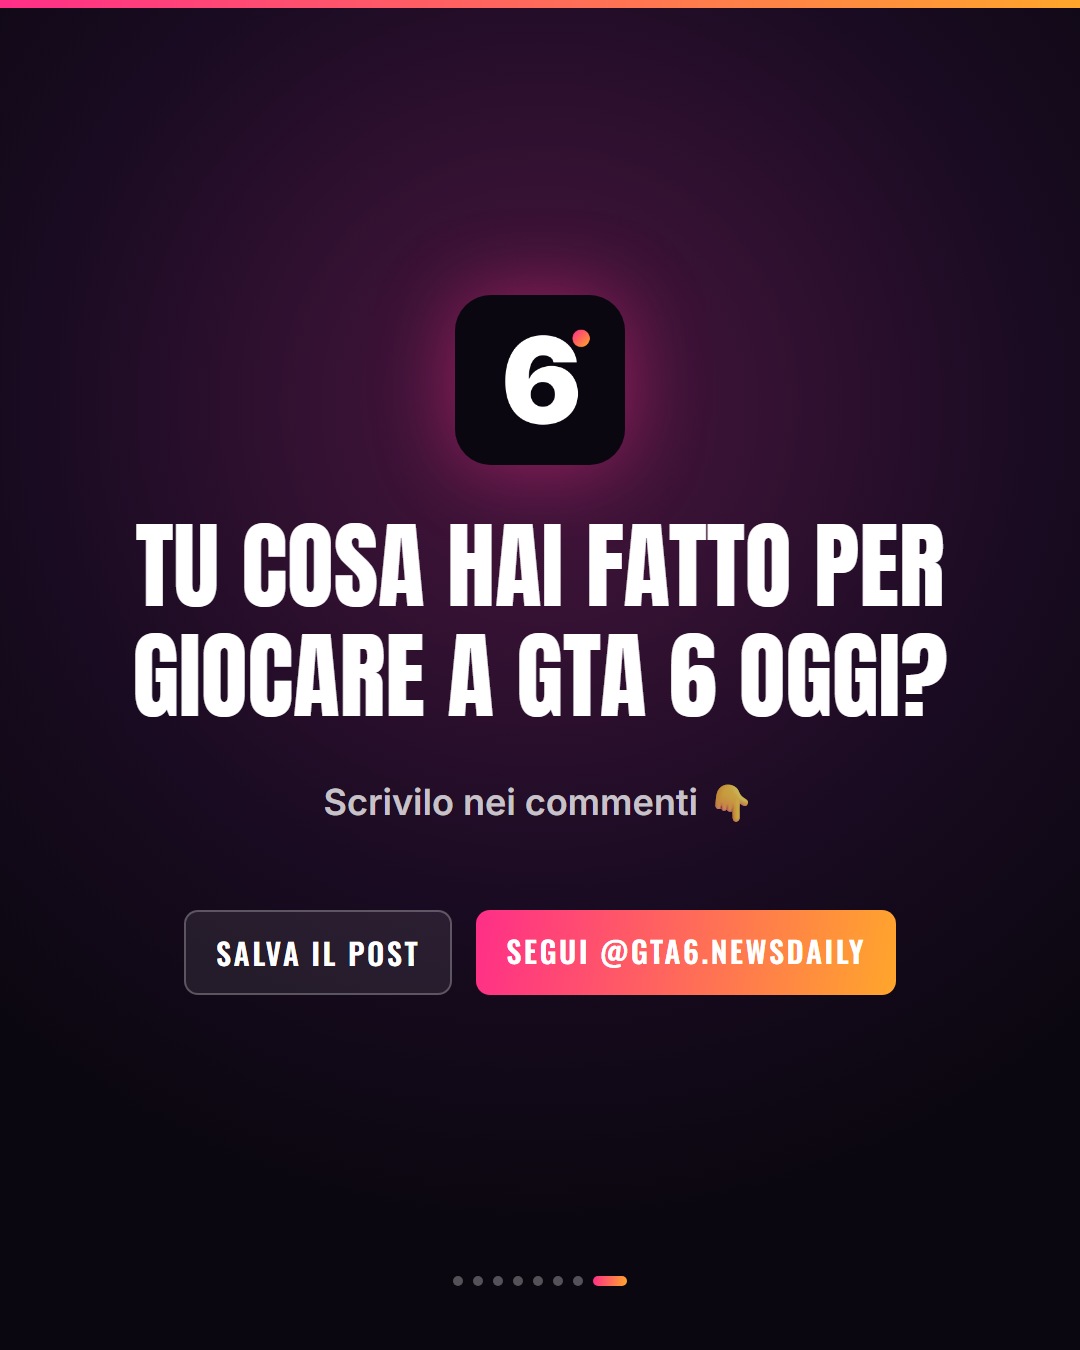 6
TU COSA HAI FATTO PER
GIOCARE A GTA 6 OGGI?
Scrivilo nei commenti 👇
SALVA IL POST
SEGUI @GTA6.NEWSDAILY